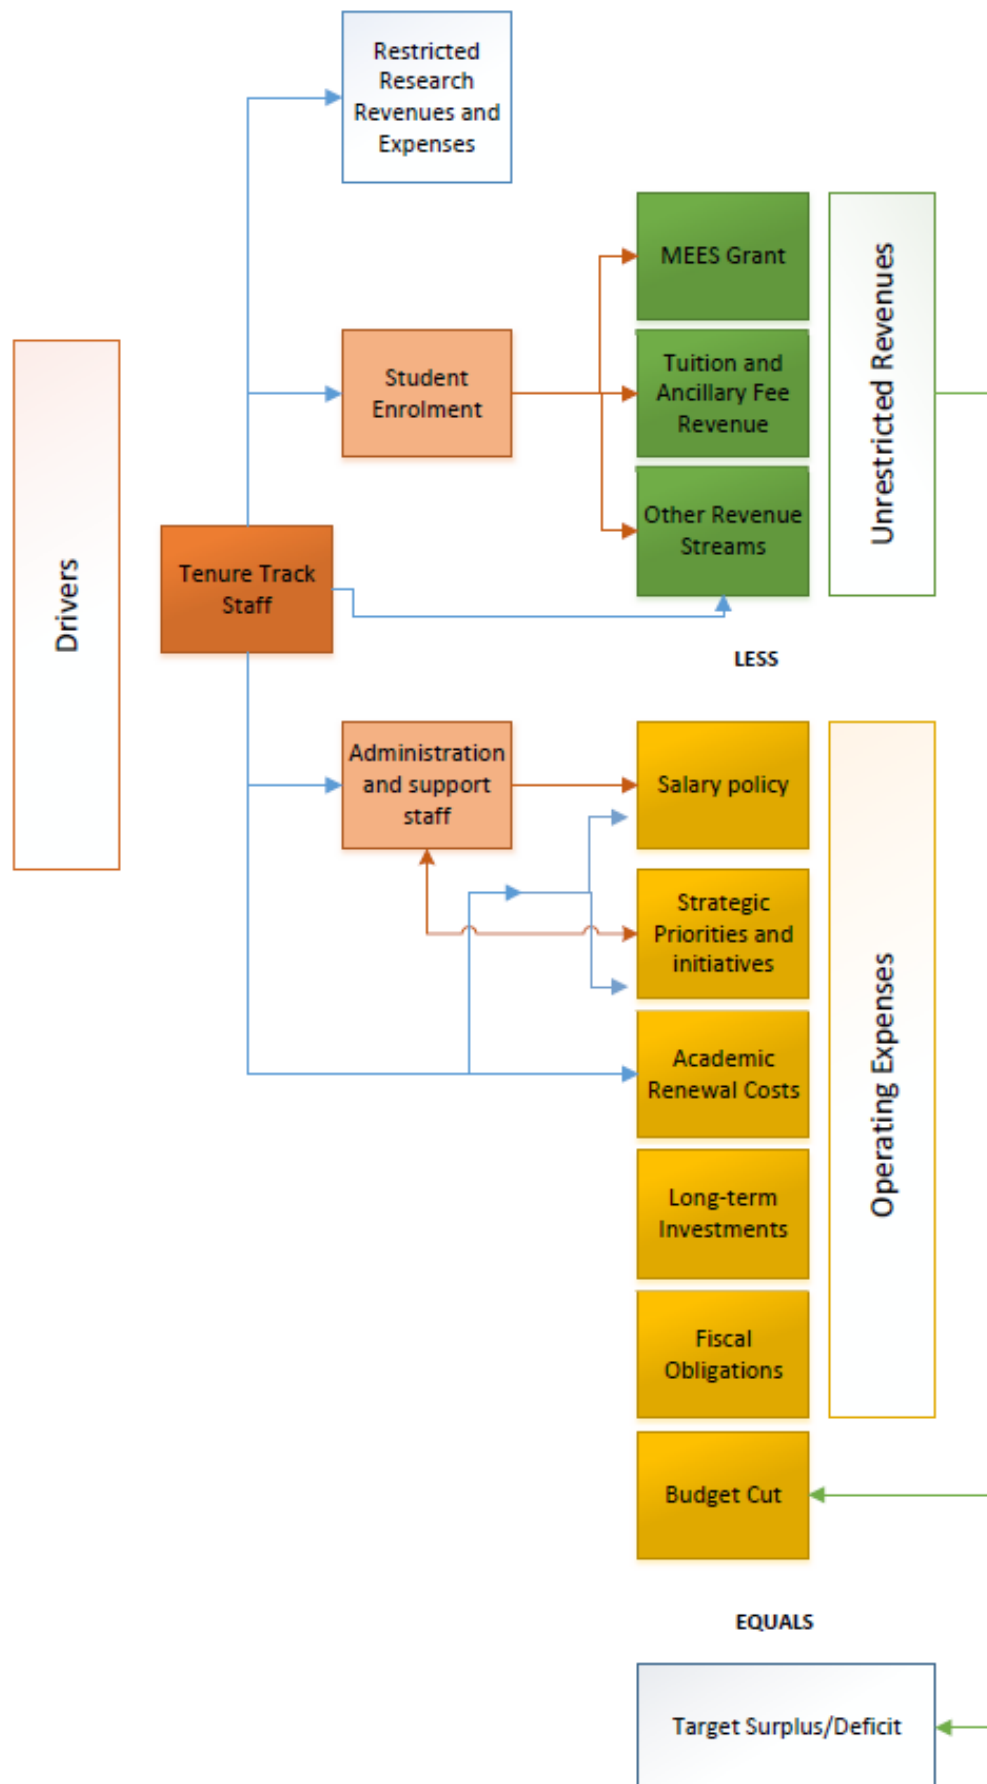 Restricted
Research
Revenues and
Expenses
MEES Grant
Unrestricted Revenues
Student
Enrolment
Tuition and
Ancillary Fee
Revenue
Other Revenue
Streams
Drivers
Tenure Track
Staff
LESS
Administration
and support
staff
Salary policy
Operating Expenses
Strategic
Priorities and
initiatives
Academic
Renewal Costs
Long-term
Investments
Fiscal
Obligations
Budget Cut
EQUALS
Target Surplus/Deficit